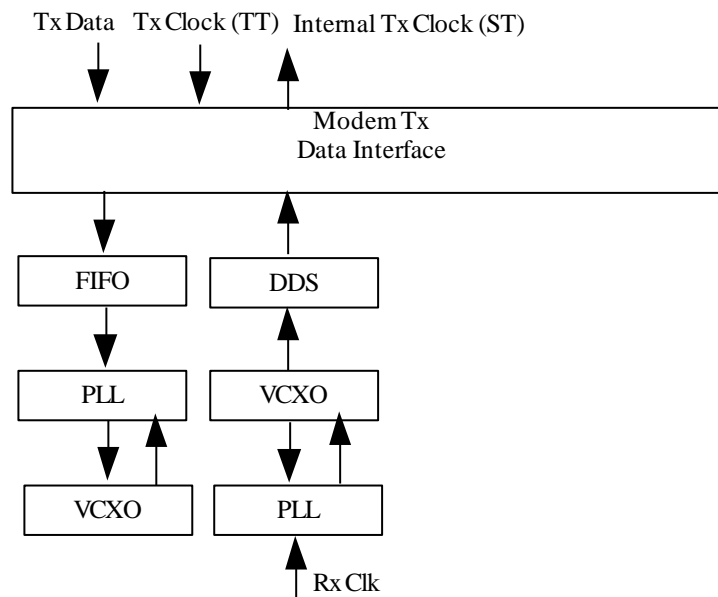 Tx Data Tx Clock (TT) Internal Tx Clock (ST)
Modem Tx
Data Interface
FIFO DDS
PLL VCXO
VCXO PLL
Rx Clk